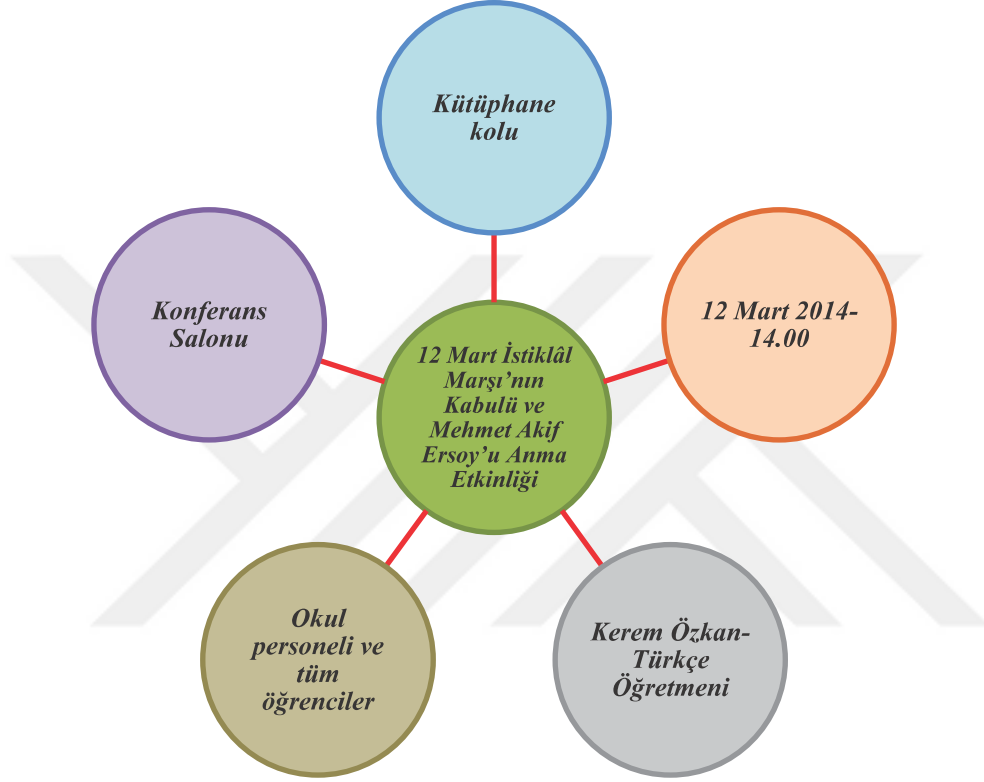 Kütüphane
kolu
Konferans
Salonu
12 Mart 2014-
14.00
12 Mart İstiklâl
Marşı’nın
Kabulü ve
Mehmet Akif
Ersoy’u Anma
Etkinliği
Okul
personeli ve
tüm
öğrenciler
Kerem Özkan-
Türkçe
Öğretmeni